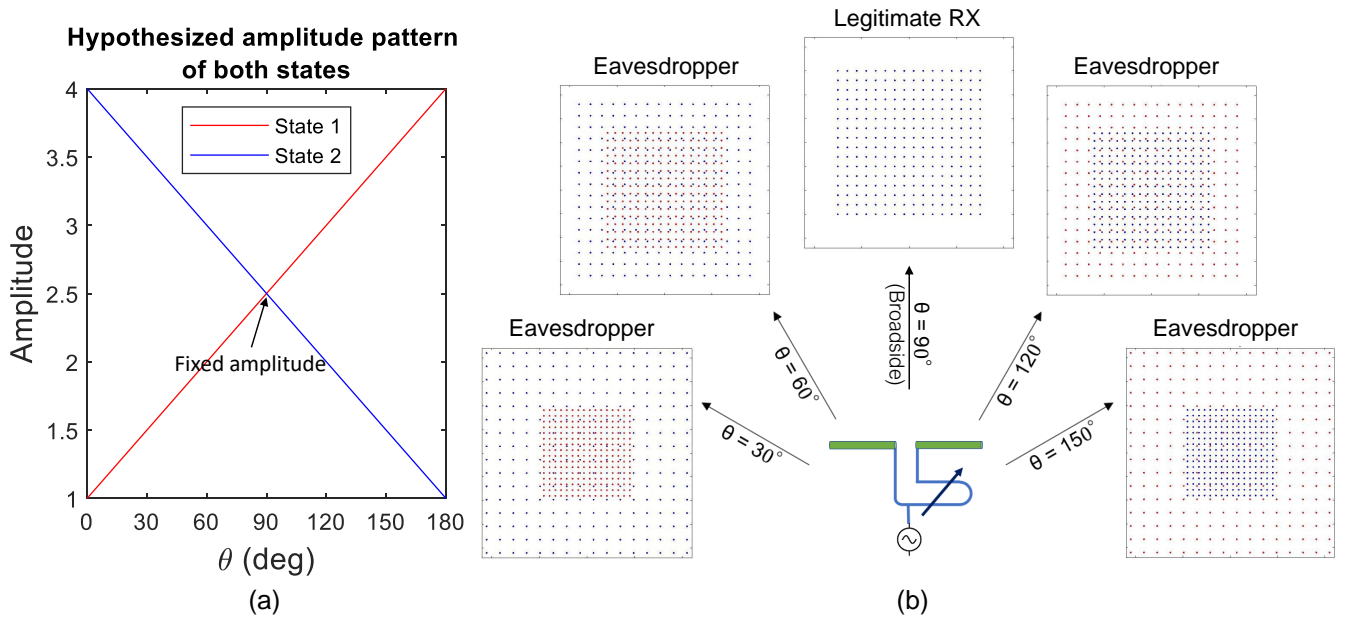 Hypothesized amplitude pattern
of both states
Amplitude
4
3.5
3
2.5
2
1.5
1
State 1
State 2
Fixed amplitude
0
30
60
90
120
150
180
θ (deg)
(a)
Legitimate RX
Eavesdropper
Eavesdropper
Eavesdropper
Eavesdropper
θ = 30°
θ = 60°
θ = 90°
(Broadside)
θ = 120°
θ = 150°
(b)